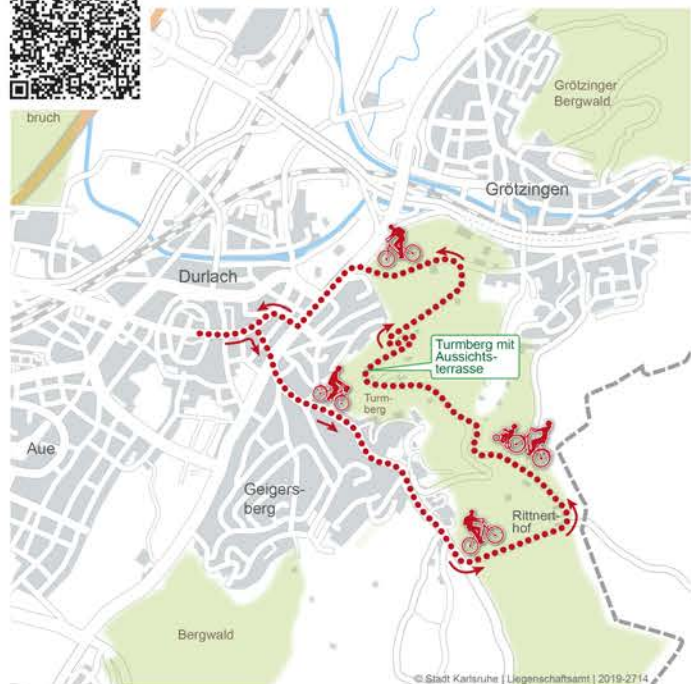 bruch
Grötzinger
Bergwald
Grötzingen
Durlach
Turmberg mit
Aussichts-
terrasse
Turm-
berg
Aue
Geigers-
berg
Rittnert-
hof
Bergwald
© Stadt Karlsruhe | Liegenschaftsamt | 2019-2714